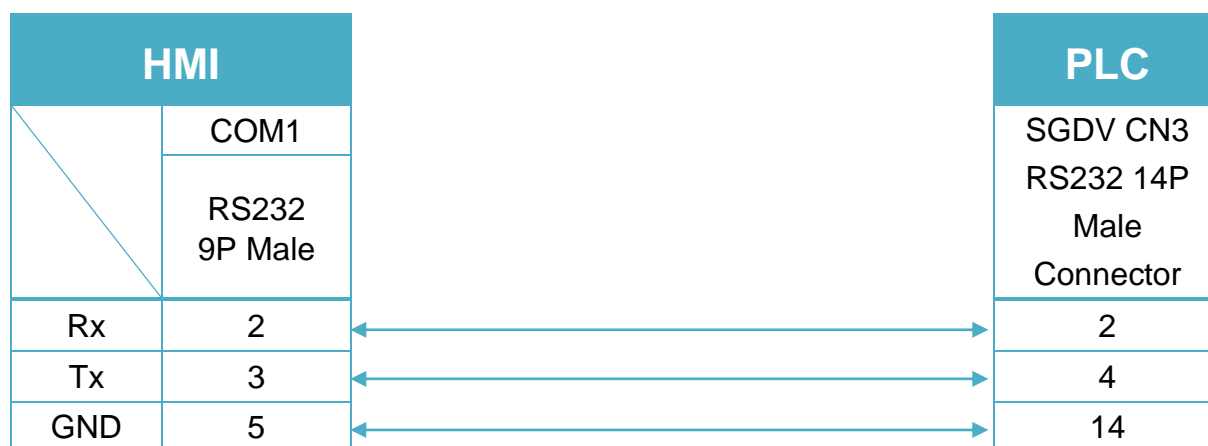 HMI
PLC
COM1
RS232
9P Male
SGDV CN3
RS232 14P
Male
Connector
Rx 2 2
Tx 3 4
GND 5 14